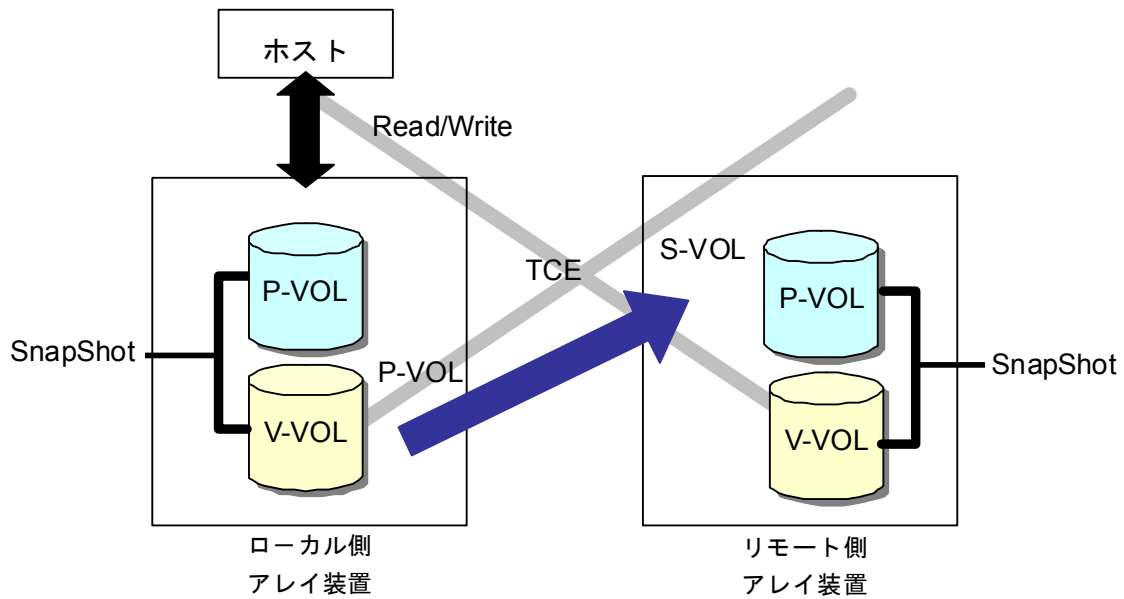 ホスト
Read/Write
S-VOL
TCE
P-VOL
P-VOL
SnapShot
P-VOL
SnapShot
V-VOL
V-VOL
ローカル側
アレイ装置
リモート側
アレイ装置